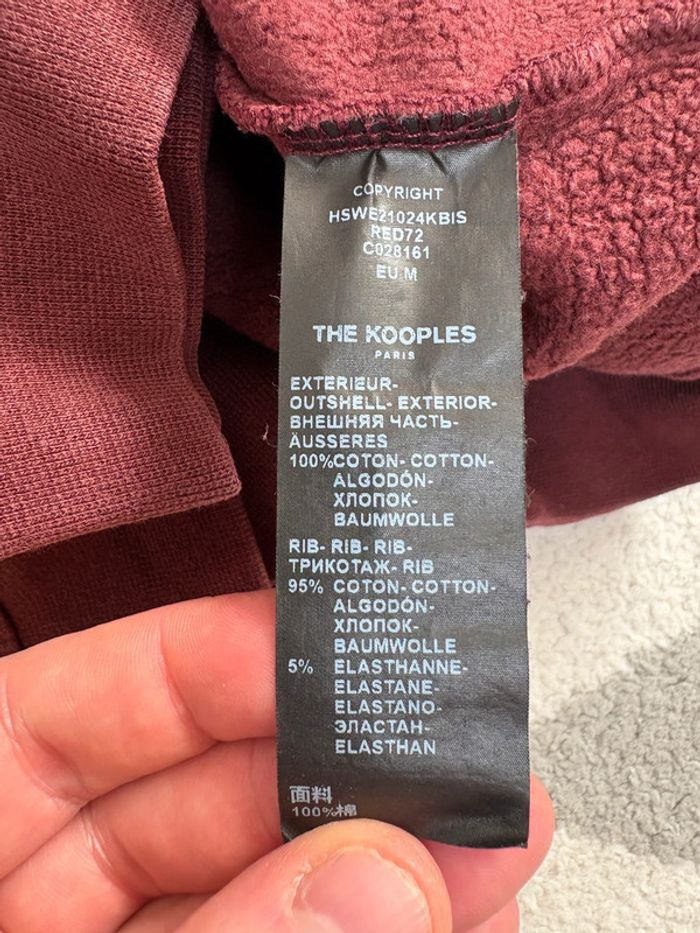 COPYRIGHT
HSWE21024KBIS
RED72
C028161
EU M
THE KOOPLES
PARIS
EXTERIEUR-
OUTSHELL- EXTERIOR-
ВНЕШНЯЯ ЧАСТЬ-
ÄUSSERES
100%COTON- COTTON-
ALGODÓN-
ХЛОПОК-
BAUMWOLLE
RIB- RIB- RIB-
ТРИКОТАЖ- RIB
95% COTON- COTTON-
ALGODÓN-
ХЛОПОК-
BAUMWOLLE
5% ELASTHANNE-
ELASTANE-
ELASTANO-
ЭЛАСТАН-
ELASTHAN
面料
100%棉